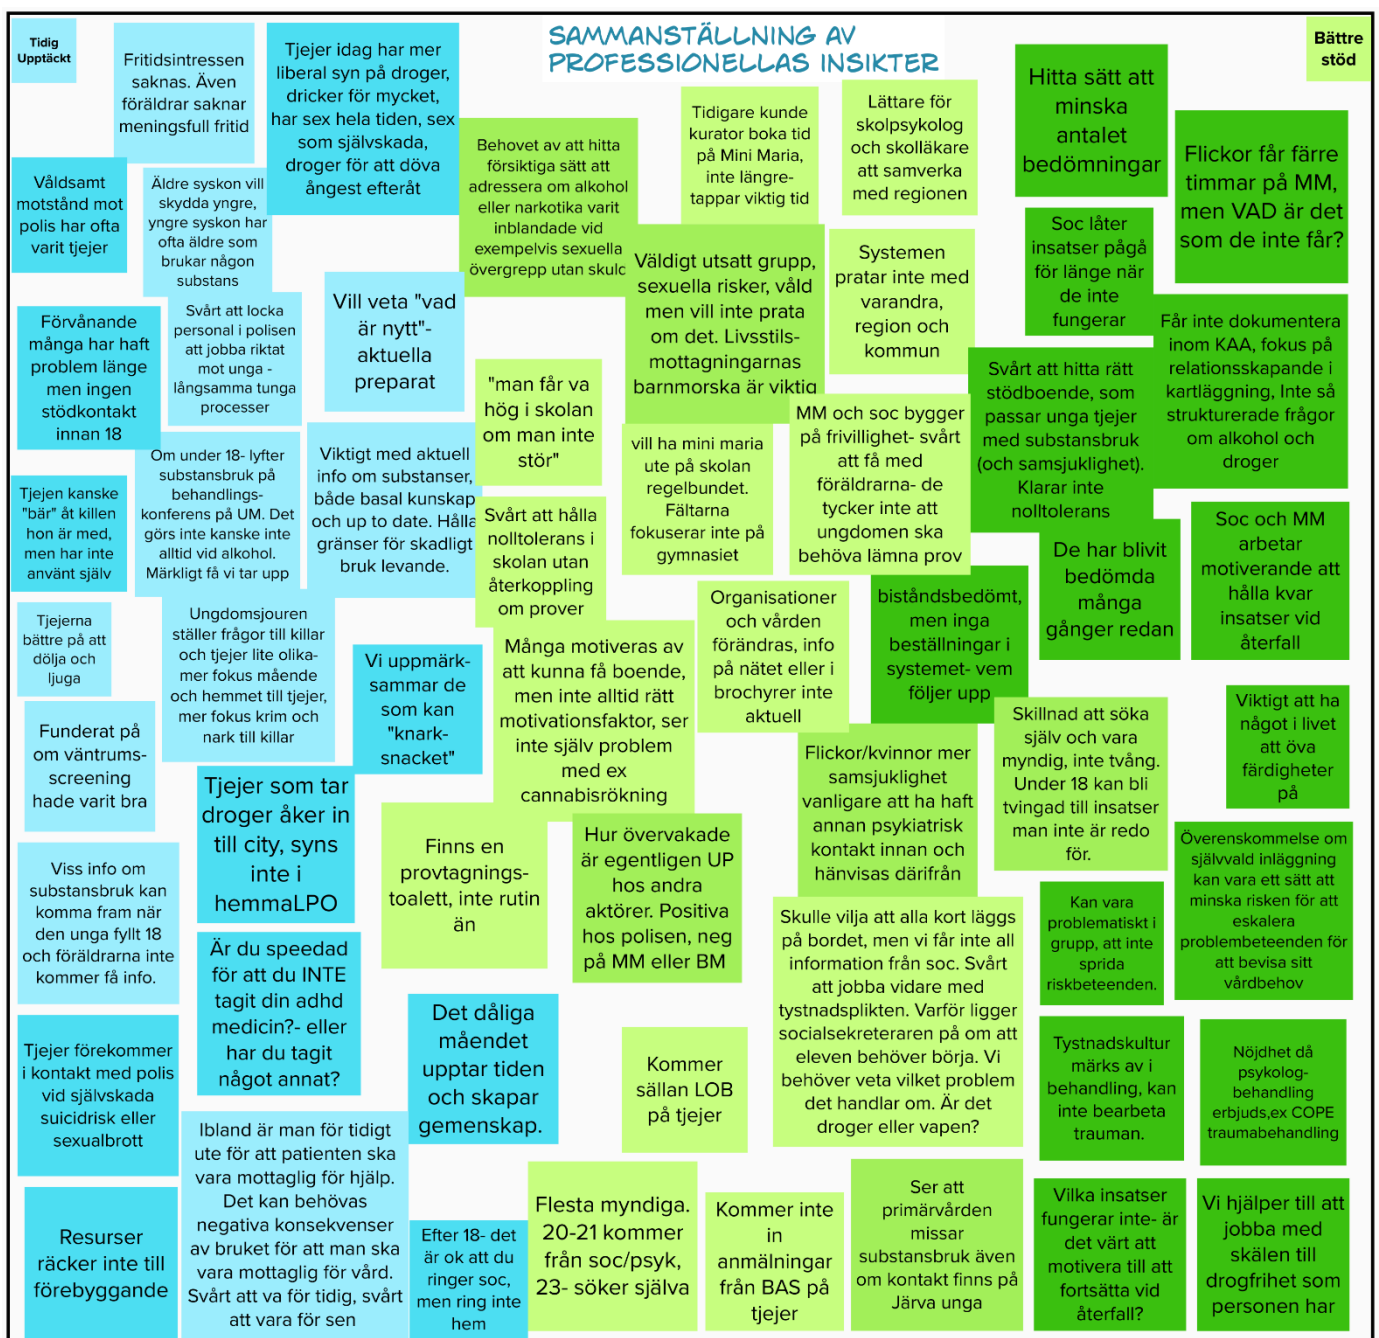 SAMMANSTÄLLNING AV
PROFESSIONELLAS INSIKTER
Tidig
Upptäckt
Bättre
stöd
Fritidsintressen
saknas. Även
föräldrar saknar
meningsfull fritid
Tjejer idag har mer
liberal syn på droger,
dricker för mycket,
har sex hela tiden, sex
som självskada,
droger för att döva
ångest efteråt
Våldsamt
motstånd mot
polis har ofta
varit tjejer
Äldre syskon vill
skydda yngre,
yngre syskon har
ofta äldre som
brukar någon
substans
Förvånande
många har haft
problem länge
men ingen
stödkontakt
innan 18
Svårt att locka
personal i polisen
att jobba riktat
mot unga -
långsamma tunga
processer
Vill veta "vad
är nytt"-
aktuella
preparat
Tjejen kanske
"bär" åt killen
hon är med,
men har inte
använt själv
Om under 18- lyfter
substansbruk på
behandlings-
konferens på UM. Det
görs inte kanske inte
alltid vid alkohol.
Märkligt få vi tar upp
Viktigt med aktuell
info om substanser,
både basal kunskap
och up to date. Hålla
gränser för skadligt
bruk levande.
Tjejerna
bättre på att
dölja och
ljuga
Ungdomsjouren
ställer frågor till killar
och tjejer lite olika-
mer fokus mående
och hemmet till tjejer,
mer fokus krim och
nark till killar
Vi uppmärk-
sammar de
som kan
"knark-
snacket"
Funderat på
om väntrums-
screening
hade varit bra
Tjejer som tar
droger åker in
till city, syns
inte i
hemmaLPO
Viss info om
substansbruk kan
komma fram när
den unga fyllt 18
och föräldrarna inte
kommer få info.
Är du speedad
för att du INTE
tagit din adhd
medicin?- eller
har du tagit
något annat?
Tjejer förekommer
i kontakt med polis
vid självskada
suicidrisk eller
sexualbrott
Det dåliga
måendet
upptar tiden
och skapar
gemenskap.
Resurser
räcker inte till
förebyggande
Ibland är man för tidigt
ute för att patienten ska
vara mottaglig för hjälp.
Det kan behövas
negativa konsekvenser
av bruket för att man ska
vara mottaglig för vård.
Svårt att va för tidig, svårt
att vara för sen
Efter 18- det
är ok att du
ringer soc,
men ring inte
hem
Behovet av att hitta
försiktiga sätt att
adressera om alkohol
eller narkotika varit
inblandade vid
exempelvis sexuella
övergrepp utan skulc
Tidigare kunde
kurator boka tid
på Mini Maria,
inte längre-
tappar viktig tid
Lättare för
skolpsykolog
och skolläkare
att samverka
med regionen
Väldigt utsatt grupp,
sexuella risker, våld
men vill inte prata
om det. Livsstils-
mottagningarnas
barnmorska är viktig
Systemen
pratar inte med
varandra,
region och
kommun
"man får va
hög i skolan
om man inte
stör"
vill ha mini maria
ute på skolan
regelbundet.
Fältarna
fokuserar inte på
gymnasiet
MM och soc bygger
på frivillighet- svårt
att få med
föräldrarna- de
tycker inte att
ungdomen ska
behöva lämna prov
Svårt att hålla
nolltolerans i
skolan utan
återkoppling
om prover
Många motiveras av
att kunna få boende,
men inte alltid rätt
motivationsfaktor, ser
inte själv problem
med ex
cannabisrökning
Organisationer
och vården
förändras, info
på nätet eller i
brochyrer inte
aktuell
Finns en
provtagnings-
toalett, inte rutin
än
Hur övervakade
är egentligen UP
hos andra
aktörer. Positiva
hos polisen, neg
på MM eller BM
Flickor/kvinnor mer
samsjuklighet
vanligare att ha haft
annan psykiatrisk
kontakt innan och
hänvisas därifrån
Skulle vilja att alla kort läggs
på bordet, men vi får inte all
information från soc. Svårt
att jobba vidare med
tystnadsplikten. Varför ligger
socialsekreteraren på om att
eleven behöver börja. Vi
behöver veta vilket problem
det handlar om. Är det
droger eller vapen?
Kommer
sällan LOB
på tjejer
Flesta myndiga.
20-21 kommer
från soc/psyk,
23- söker själva
Kommer inte
in
anmälningar
från BAS på
tjejer
Ser att
primärvården
missar
substansbruk även
om kontakt finns på
Järva unga
Hitta sätt att
minska
antalet
bedömningar
Flickor får färre
timmar på MM,
men VAD är det
som de inte får?
Soc låter
insatser pågå
för länge när
de inte
fungerar
Får inte dokumentera
inom KAA, fokus på
relationsskapande i
kartläggning, Inte så
strukturerade frågor
om alkohol och
droger
Svårt att hitta rätt
stödboende, som
passar unga tjejer
med substansbruk
(och samsjuklighet).
Klarar inte
nolltolerans
De har blivit
bedömda
många
gånger redan
Soc och MM
arbetar
motiverande att
hålla kvar
insatser vid
återfall
biståndsbedömt,
men inga
beställningar i
systemet- vem
följer upp
Skillnad att söka
själv och vara
myndig, inte tvång.
Under 18 kan bli
tvingad till insatser
man inte är redo
för.
Viktigt att ha
något i livet
att öva
färdigheter
på
Kan vara
problematiskt i
grupp, att inte
sprida
riskbeteenden.
Överenskommelse om
självvald inläggning
kan vara ett sätt att
minska risken för att
eskalera
problembeteenden för
att bevisa sitt
vårdbehov
Tystnadskultur
märks av i
behandling, kan
inte bearbeta
trauman.
Nöjdhet då
psykolog-
behandling
erbjuds,ex COPE
traumabehandling
Vilka insatser
fungerar inte- är
det värt att
motivera till att
fortsätta vid
återfall?
Vi hjälper till att
jobba med
skälen till
drogfrihet som
personen har